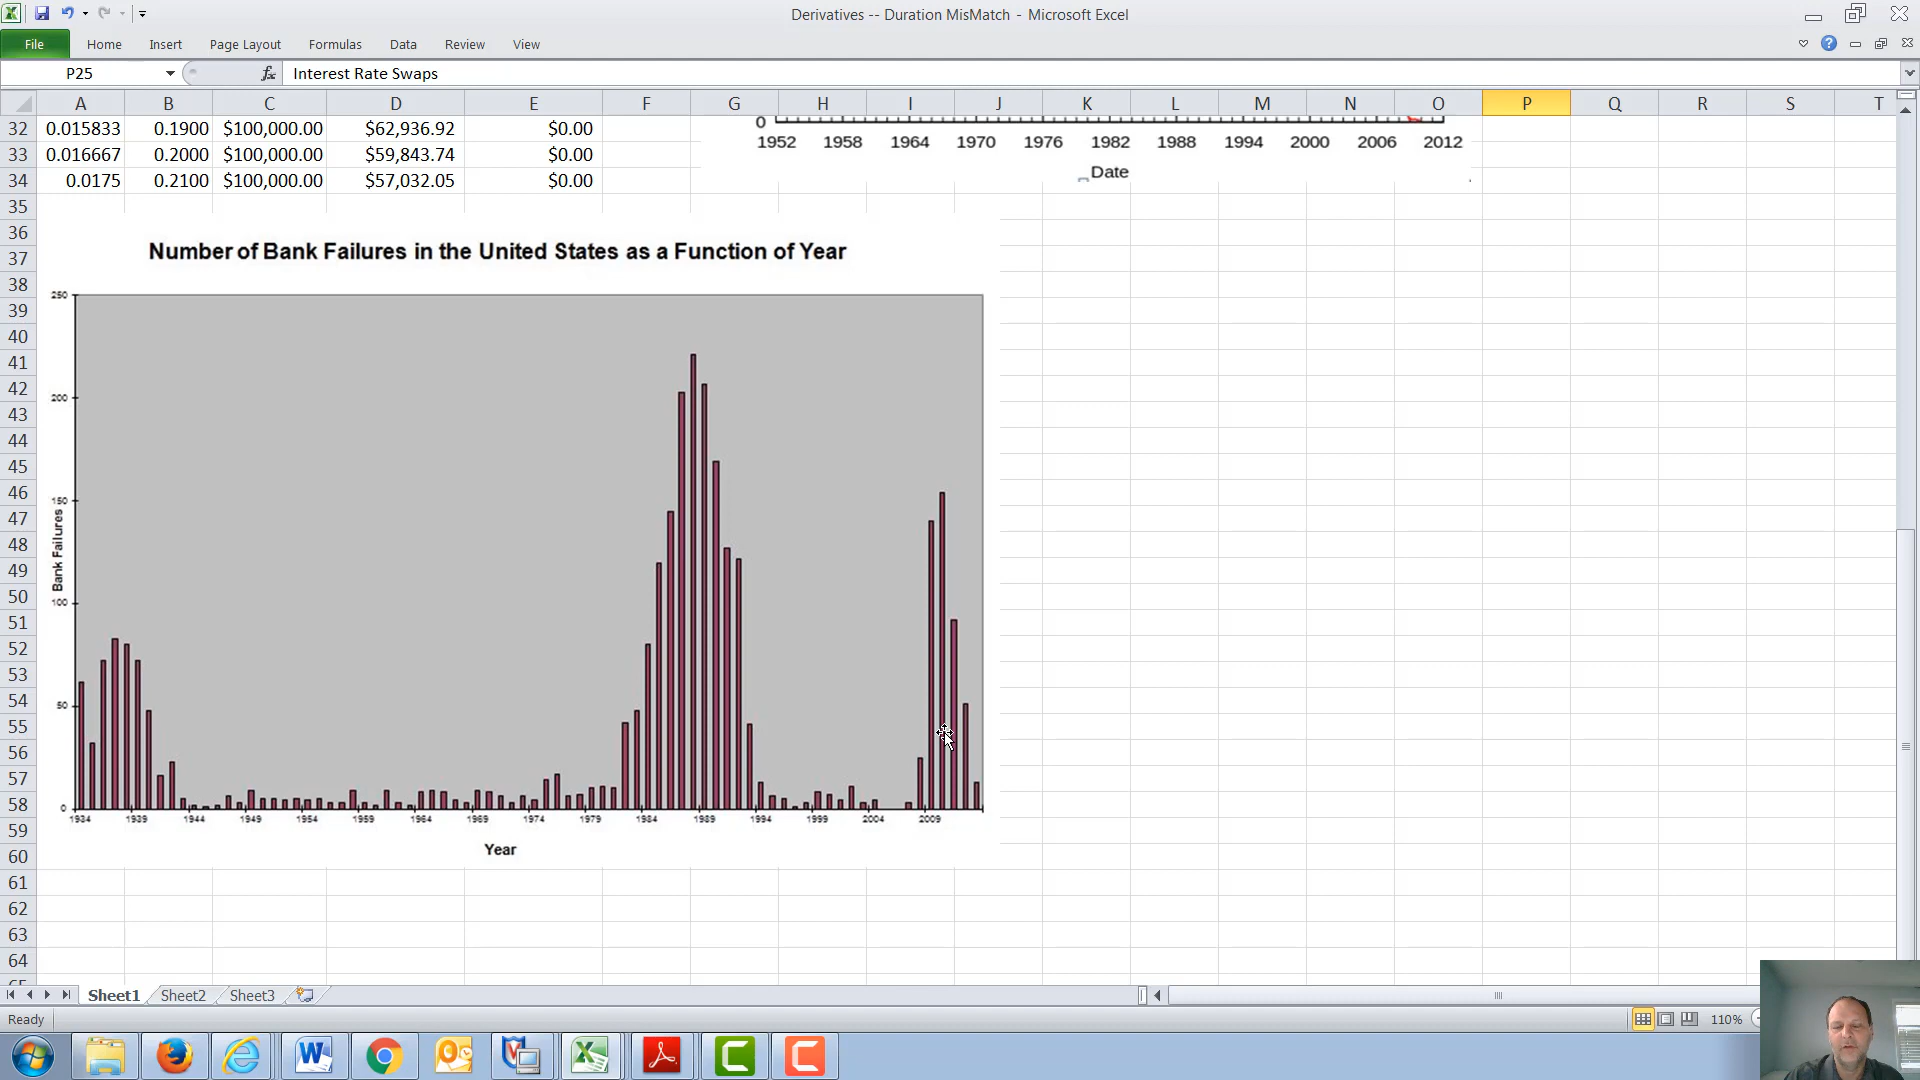 Derivatives -- Duration MisMatch - Microsoft Excel
File Home Insert Page Layout Formulas Data Review View
P25 fx Interest Rate Swaps
A B C D E F G H I J K L M N O P Q R S T
32 0.015833 0.1900 $100,000.00 $62,936.92 $0.00
33 0.016667 0.2000 $100,000.00 $59,843.74 $0.00
34 0.0175 0.2100 $100,000.00 $57,032.05 $0.00
0
1952 1958 1964 1970 1976 1982 1988 1994 2000 2006 2012
Date
35
36
37
38
39
40
41
42
43
44
45
46
47
48
49
50
51
52
53
54
55
56
57
58
59
60
61
62
63
64
65
Number of Bank Failures in the United States as a Function of Year
250
200
150
100
50
0
Bank Failures
1934 1939 1944 1949 1954 1959 1964 1969 1974 1979 1984 1989 1994 1999 2004 2009
Year
Sheet1 Sheet2 Sheet3
Ready
110%